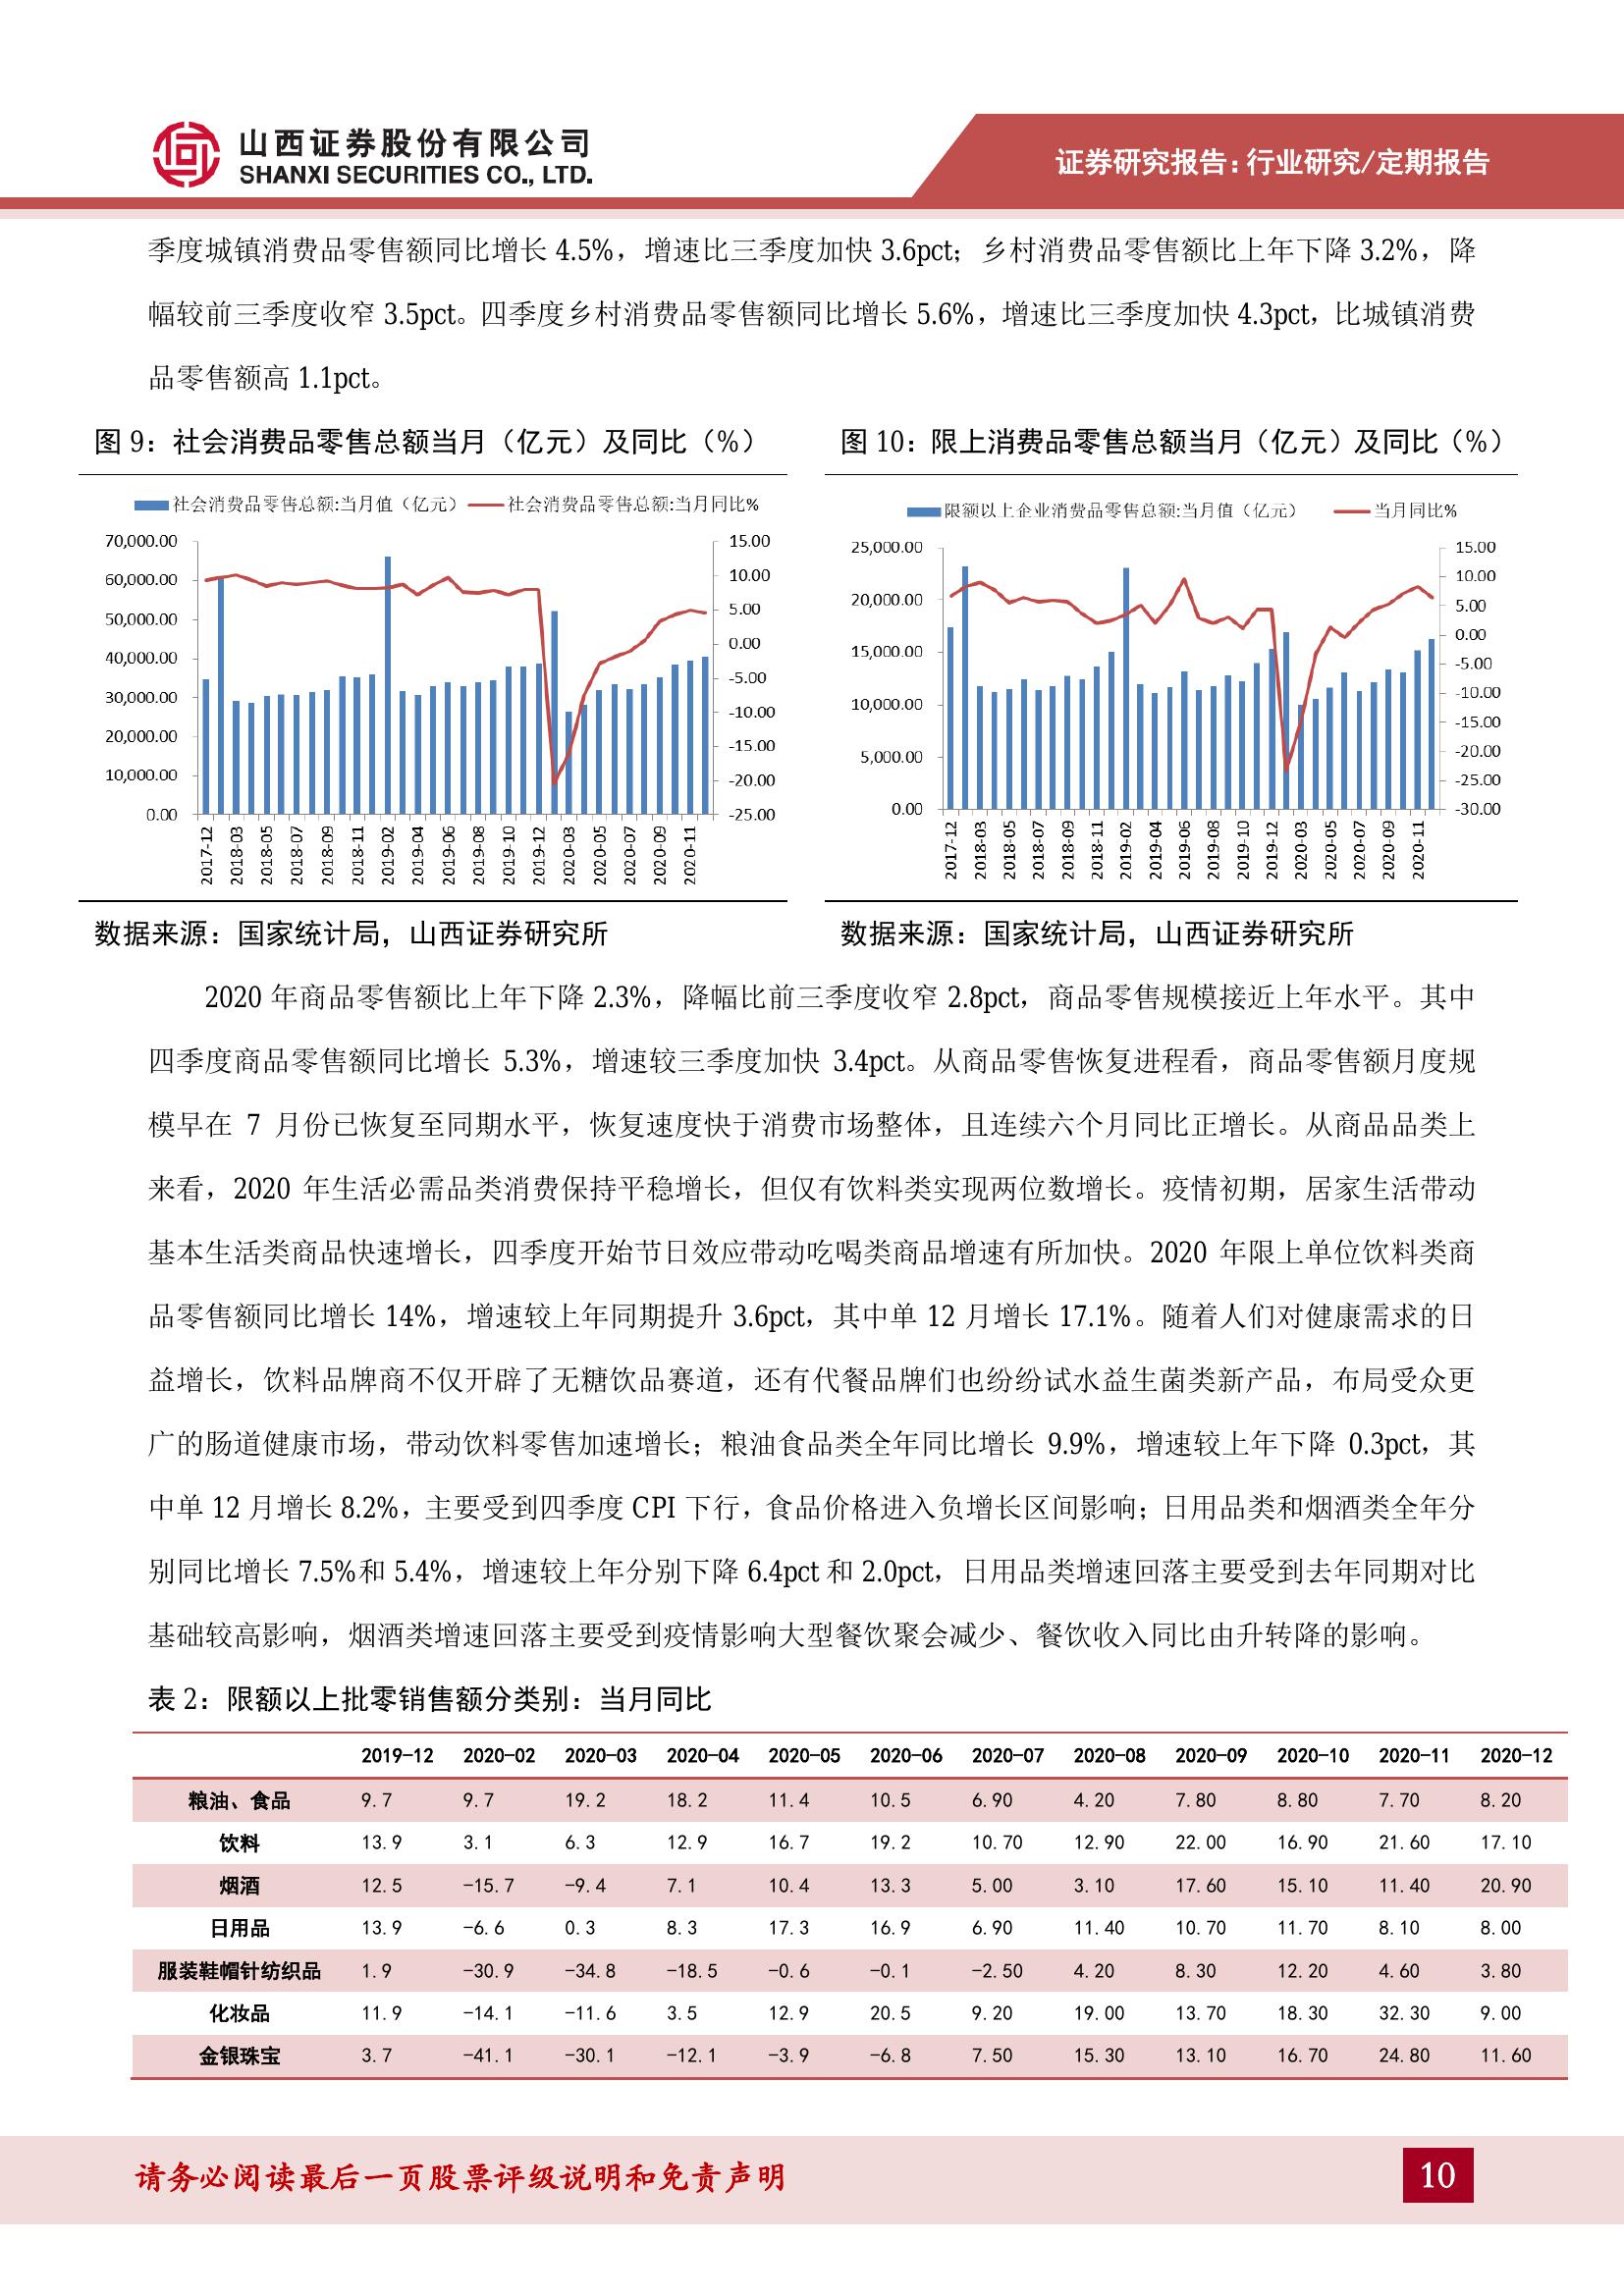 山西证券股份有限公司
SHANXI SECURITIES CO., LTD.
证券研究报告:行业研究/定期报告
季度城镇消费品零售额同比增长 4.5%，增速比三季度加快 3.6pct；乡村消费品零售额比上年下降 3.2%，降
幅较前三季度收窄 3.5pct。四季度乡村消费品零售额同比增长 5.6%，增速比三季度加快 4.3pct，比城镇消费
品零售额高 1.1pct。
图 9：社会消费品零售总额当月（亿元）及同比（%）
社会消费品零售总额:当月值（亿元） 社会消费品零售总额:当月同比%
70,000.00 15.00
60,000.00 10.00
50,000.00 5.00
40,000.00 0.00
30,000.00 -5.00
20,000.00 -10.00
10,000.00 -15.00
0.00 -20.00
-25.00
2017-12 2018-03 2018-05 2018-07 2018-09 2018-11 2019-02 2019-04 2019-06 2019-08 2019-10 2019-12 2020-03 2020-05 2020-07 2020-09 2020-11
数据来源：国家统计局，山西证券研究所
图 10：限上消费品零售总额当月（亿元）及同比（%）
限额以上企业消费品零售总额:当月值（亿元） 当月同比%
25,000.00 15.00
20,000.00 10.00
15,000.00 5.00
10,000.00 0.00
5,000.00 -5.00
0.00 -10.00
-15.00
-20.00
-25.00
-30.00
2017-12 2018-03 2018-05 2018-07 2018-09 2018-11 2019-02 2019-04 2019-06 2019-08 2019-10 2019-12 2020-03 2020-05 2020-07 2020-09 2020-11
数据来源：国家统计局，山西证券研究所
2020 年商品零售额比上年下降 2.3%，降幅比前三季度收窄 2.8pct，商品零售规模接近上年水平。其中
四季度商品零售额同比增长 5.3%，增速较三季度加快 3.4pct。从商品零售恢复进程看，商品零售额月度规
模早在 7 月份已恢复至同期水平，恢复速度快于消费市场整体，且连续六个月同比正增长。从商品品类上
来看，2020 年生活必需品类消费保持平稳增长，但仅有饮料类实现两位数增长。疫情初期，居家生活带动
基本生活类商品快速增长，四季度开始节日效应带动吃喝类商品增速有所加快。2020 年限上单位饮料类商
品零售额同比增长 14%，增速较上年同期提升 3.6pct，其中单 12 月增长 17.1%。随着人们对健康需求的日
益增长，饮料品牌商不仅开辟了无糖饮品赛道，还有代餐品牌们也纷纷试水益生菌类新产品，布局受众更
广的肠道健康市场，带动饮料零售加速增长；粮油食品类全年同比增长 9.9%，增速较上年下降 0.3pct，其
中单 12 月增长 8.2%，主要受到四季度 CPI 下行，食品价格进入负增长区间影响；日用品类和烟酒类全年分
别同比增长 7.5%和 5.4%，增速较上年分别下降 6.4pct 和 2.0pct，日用品类增速回落主要受到去年同期对比
基础较高影响，烟酒类增速回落主要受到疫情影响大型餐饮聚会减少、餐饮收入同比由升转降的影响。
表 2：限额以上批零销售额分类别：当月同比
2019-12 2020-02 2020-03 2020-04 2020-05 2020-06 2020-07 2020-08 2020-09 2020-10 2020-11 2020-12
粮油、食品 9.7 9.7 19.2 18.2 11.4 10.5 6.90 4.20 7.80 8.80 7.70 8.20
饮料 13.9 3.1 6.3 12.9 16.7 19.2 10.70 12.90 22.00 16.90 21.60 17.10
烟酒 12.5 -15.7 -9.4 7.1 10.4 13.3 5.00 3.10 17.60 15.10 11.40 20.90
日用品 13.9 -6.6 0.3 8.3 17.3 16.9 6.90 11.40 10.70 11.70 8.10 8.00
服装鞋帽针纺织品 1.9 -30.9 -34.8 -18.5 -0.6 -0.1 -2.50 4.20 8.30 12.20 4.60 3.80
化妆品 11.9 -14.1 -11.6 3.5 12.9 20.5 9.20 19.00 13.70 18.30 32.30 9.00
金银珠宝 3.7 -41.1 -30.1 -12.1 -3.9 -6.8 7.50 15.30 13.10 16.70 24.80 11.60
请务必阅读最后一页股票评级说明和免责声明
10